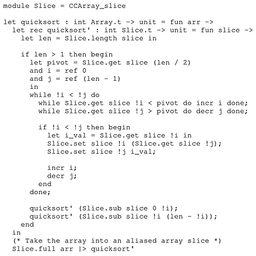 module Slice = CCArray_slice
let quicksort : int Array.t -> unit = fun arr ->
let rec quicksort' : int Slice.t -> unit = fun slice ->
let len = Slice.length slice in
if len > 1 then begin
let pivot = Slice.get slice (len / 2)
and i = ref 0
and j = ref (len - 1)
in
while !i < !j do
while Slice.get slice !i < pivot do incr i done;
while Slice.get slice !j > pivot do decr j done;
if !i < !j then begin
let i_val = Slice.get slice !i in
Slice.set slice !i (Slice.get slice !j);
Slice.set slice !j i_val;
incr i;
decr j;
end
done;
quicksort' (Slice.sub slice 0 !i);
quicksort' (Slice.sub slice !i (len - !i));
end
in
(* Take the array into an aliased array slice *)
Slice.full arr |> quicksort'